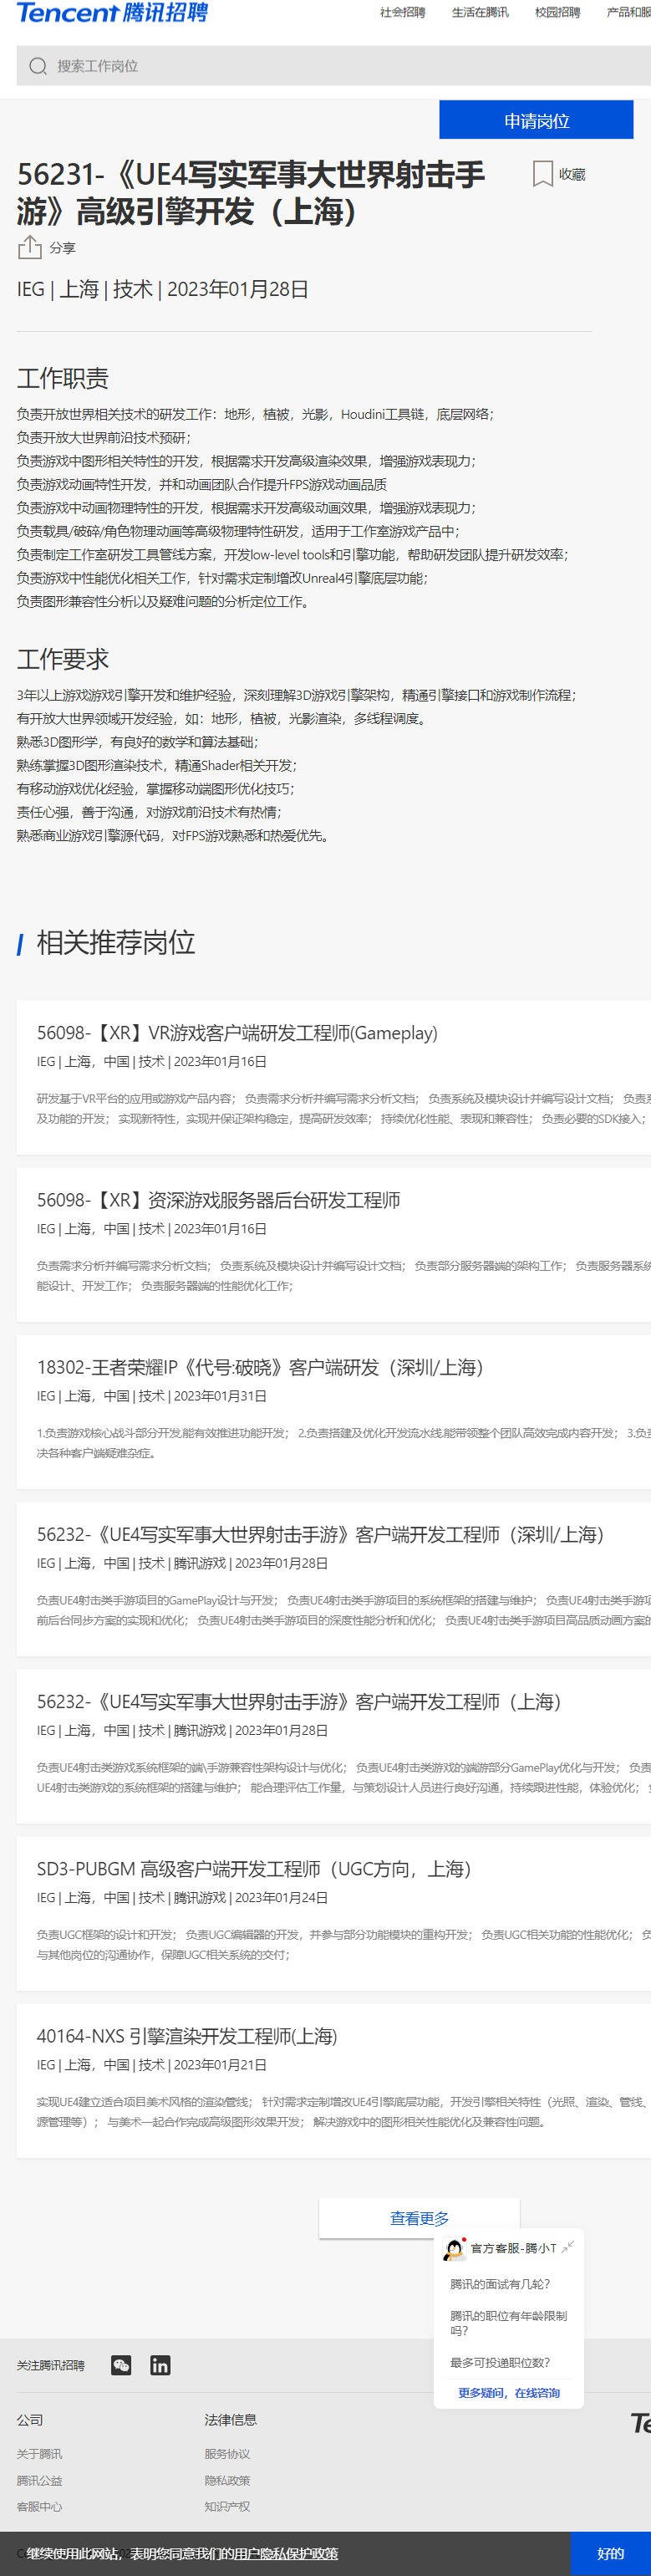 Tencent 腾讯招聘
社会招聘 生活在腾讯 校园招聘 产品和服
搜索工作岗位
申请岗位
56231-《UE4写实军事大世界射击手
游》高级引擎开发（上海）
收藏
分享
IEG | 上海 | 技术 | 2023年01月28日
工作职责
负责开放世界相关技术的研发工作：地形，植被，光影，Houdini工具链，底层网络；
负责开放大世界前沿技术预研；
负责游戏中图形相关特性的开发，根据需求开发高级渲染效果，增强游戏表现力；
负责游戏动画特性开发，并和动画团队合作提升FPS游戏动画品质
负责游戏中动画物理特性的开发，根据需求开发高级动画效果，增强游戏表现力；
负责载具/破碎/角色物理动画等高级物理特性研发，适用于工作室游戏产品中；
负责制定工作室研发工具管线方案，开发low-level tools和引擎功能，帮助研发团队提升研发效率；
负责游戏中性能优化相关工作，针对需求定制增改Unreal4引擎底层功能；
负责图形兼容性分析以及疑难问题的分析定位工作。
工作要求
3年以上游戏游戏引擎开发和维护经验，深刻理解3D游戏引擎架构，精通引擎接口和游戏制作流程；
有开放大世界领域开发经验，如：地形，植被，光影渲染，多线程调度。
熟悉3D图形学，有良好的数学和算法基础；
熟练掌握3D图形渲染技术，精通Shader相关开发；
有移动游戏优化经验，掌握移动端图形优化技巧；
责任心强，善于沟通，对游戏前沿技术有热情；
熟悉商业游戏引擎源代码，对FPS游戏熟悉和热爱优先。
相关推荐岗位
56098-【XR】VR游戏客户端研发工程师(Gameplay)
IEG | 上海，中国 | 技术 | 2023年01月16日
研发基于VR平台的应用或游戏产品内容； 负责需求分析并编写需求分析文档； 负责系统及模块设计并编写设计文档； 负责系
及功能的开发； 实现新特性，实现并保证架构稳定，提高研发效率； 持续优化性能、表现和兼容性； 负责必要的SDK接入；
56098-【XR】资深游戏服务器后台研发工程师
IEG | 上海，中国 | 技术 | 2023年01月16日
负责需求分析并编写需求分析文档； 负责系统及模块设计并编写设计文档； 负责部分服务器端的架构工作； 负责服务器系统
能设计、开发工作； 负责服务器端的性能优化工作；
18302-王者荣耀IP《代号:破晓》客户端研发（深圳/上海）
IEG | 上海，中国 | 技术 | 2023年01月31日
1.负责游戏核心战斗部分开发,能有效推进功能开发； 2.负责搭建及优化开发流水线,能带领整个团队高效完成内容开发； 3.负责
决各种客户端疑难杂症。
56232-《UE4写实军事大世界射击手游》客户端开发工程师（深圳/上海）
IEG | 上海，中国 | 技术 | 腾讯游戏 | 2023年01月28日
负责UE4射击类手游项目的GamePlay设计与开发； 负责UE4射击类手游项目的系统框架的搭建与维护； 负责UE4射击类手游项
前后台同步方案的实现和优化； 负责UE4射击类手游项目的深度性能分析和优化； 负责UE4射击类手游项目高品质动画方案的
56232-《UE4写实军事大世界射击手游》客户端开发工程师（上海）
IEG | 上海，中国 | 技术 | 腾讯游戏 | 2023年01月28日
负责UE4射击类游戏系统框架的端\手游兼容性架构设计与优化； 负责UE4射击类游戏的端游部分GamePlay优化与开发； 负责
UE4射击类游戏的系统框架的搭建与维护； 能合理评估工作量，与策划设计人员进行良好沟通，持续跟进性能，体验优化；
SD3-PUBGM 高级客户端开发工程师（UGC方向，上海）
IEG | 上海，中国 | 技术 | 腾讯游戏 | 2023年01月24日
负责UGC框架的设计和开发； 负责UGC编辑器的开发，并参与部分功能模块的重构开发； 负责UGC相关功能的性能优化； 负
与其他岗位的沟通协作，保障UGC相关系统的交付；
40164-NXS 引擎渲染开发工程师(上海)
IEG | 上海，中国 | 技术 | 2023年01月21日
实现UE4建立适合项目美术风格的渲染管线； 针对需求定制增改UE4引擎底层功能，开发引擎相关特性（光照、渲染、管线、
源管理等）； 与美术一起合作完成高级图形效果开发； 解决游戏中的图形相关性能优化及兼容性问题。
查看更多
官方客服-腾小T
腾讯的面试有几轮？
腾讯的职位有年龄限制
吗？
最多可投递职位数？
更多疑问，在线咨询
关注腾讯招聘
公司 法律信息
Te
关于腾讯 服务协议
腾讯公益 隐私政策
客服中心 知识产权
继续使用此网站，表明您同意我们的用户隐私保护政策
好的